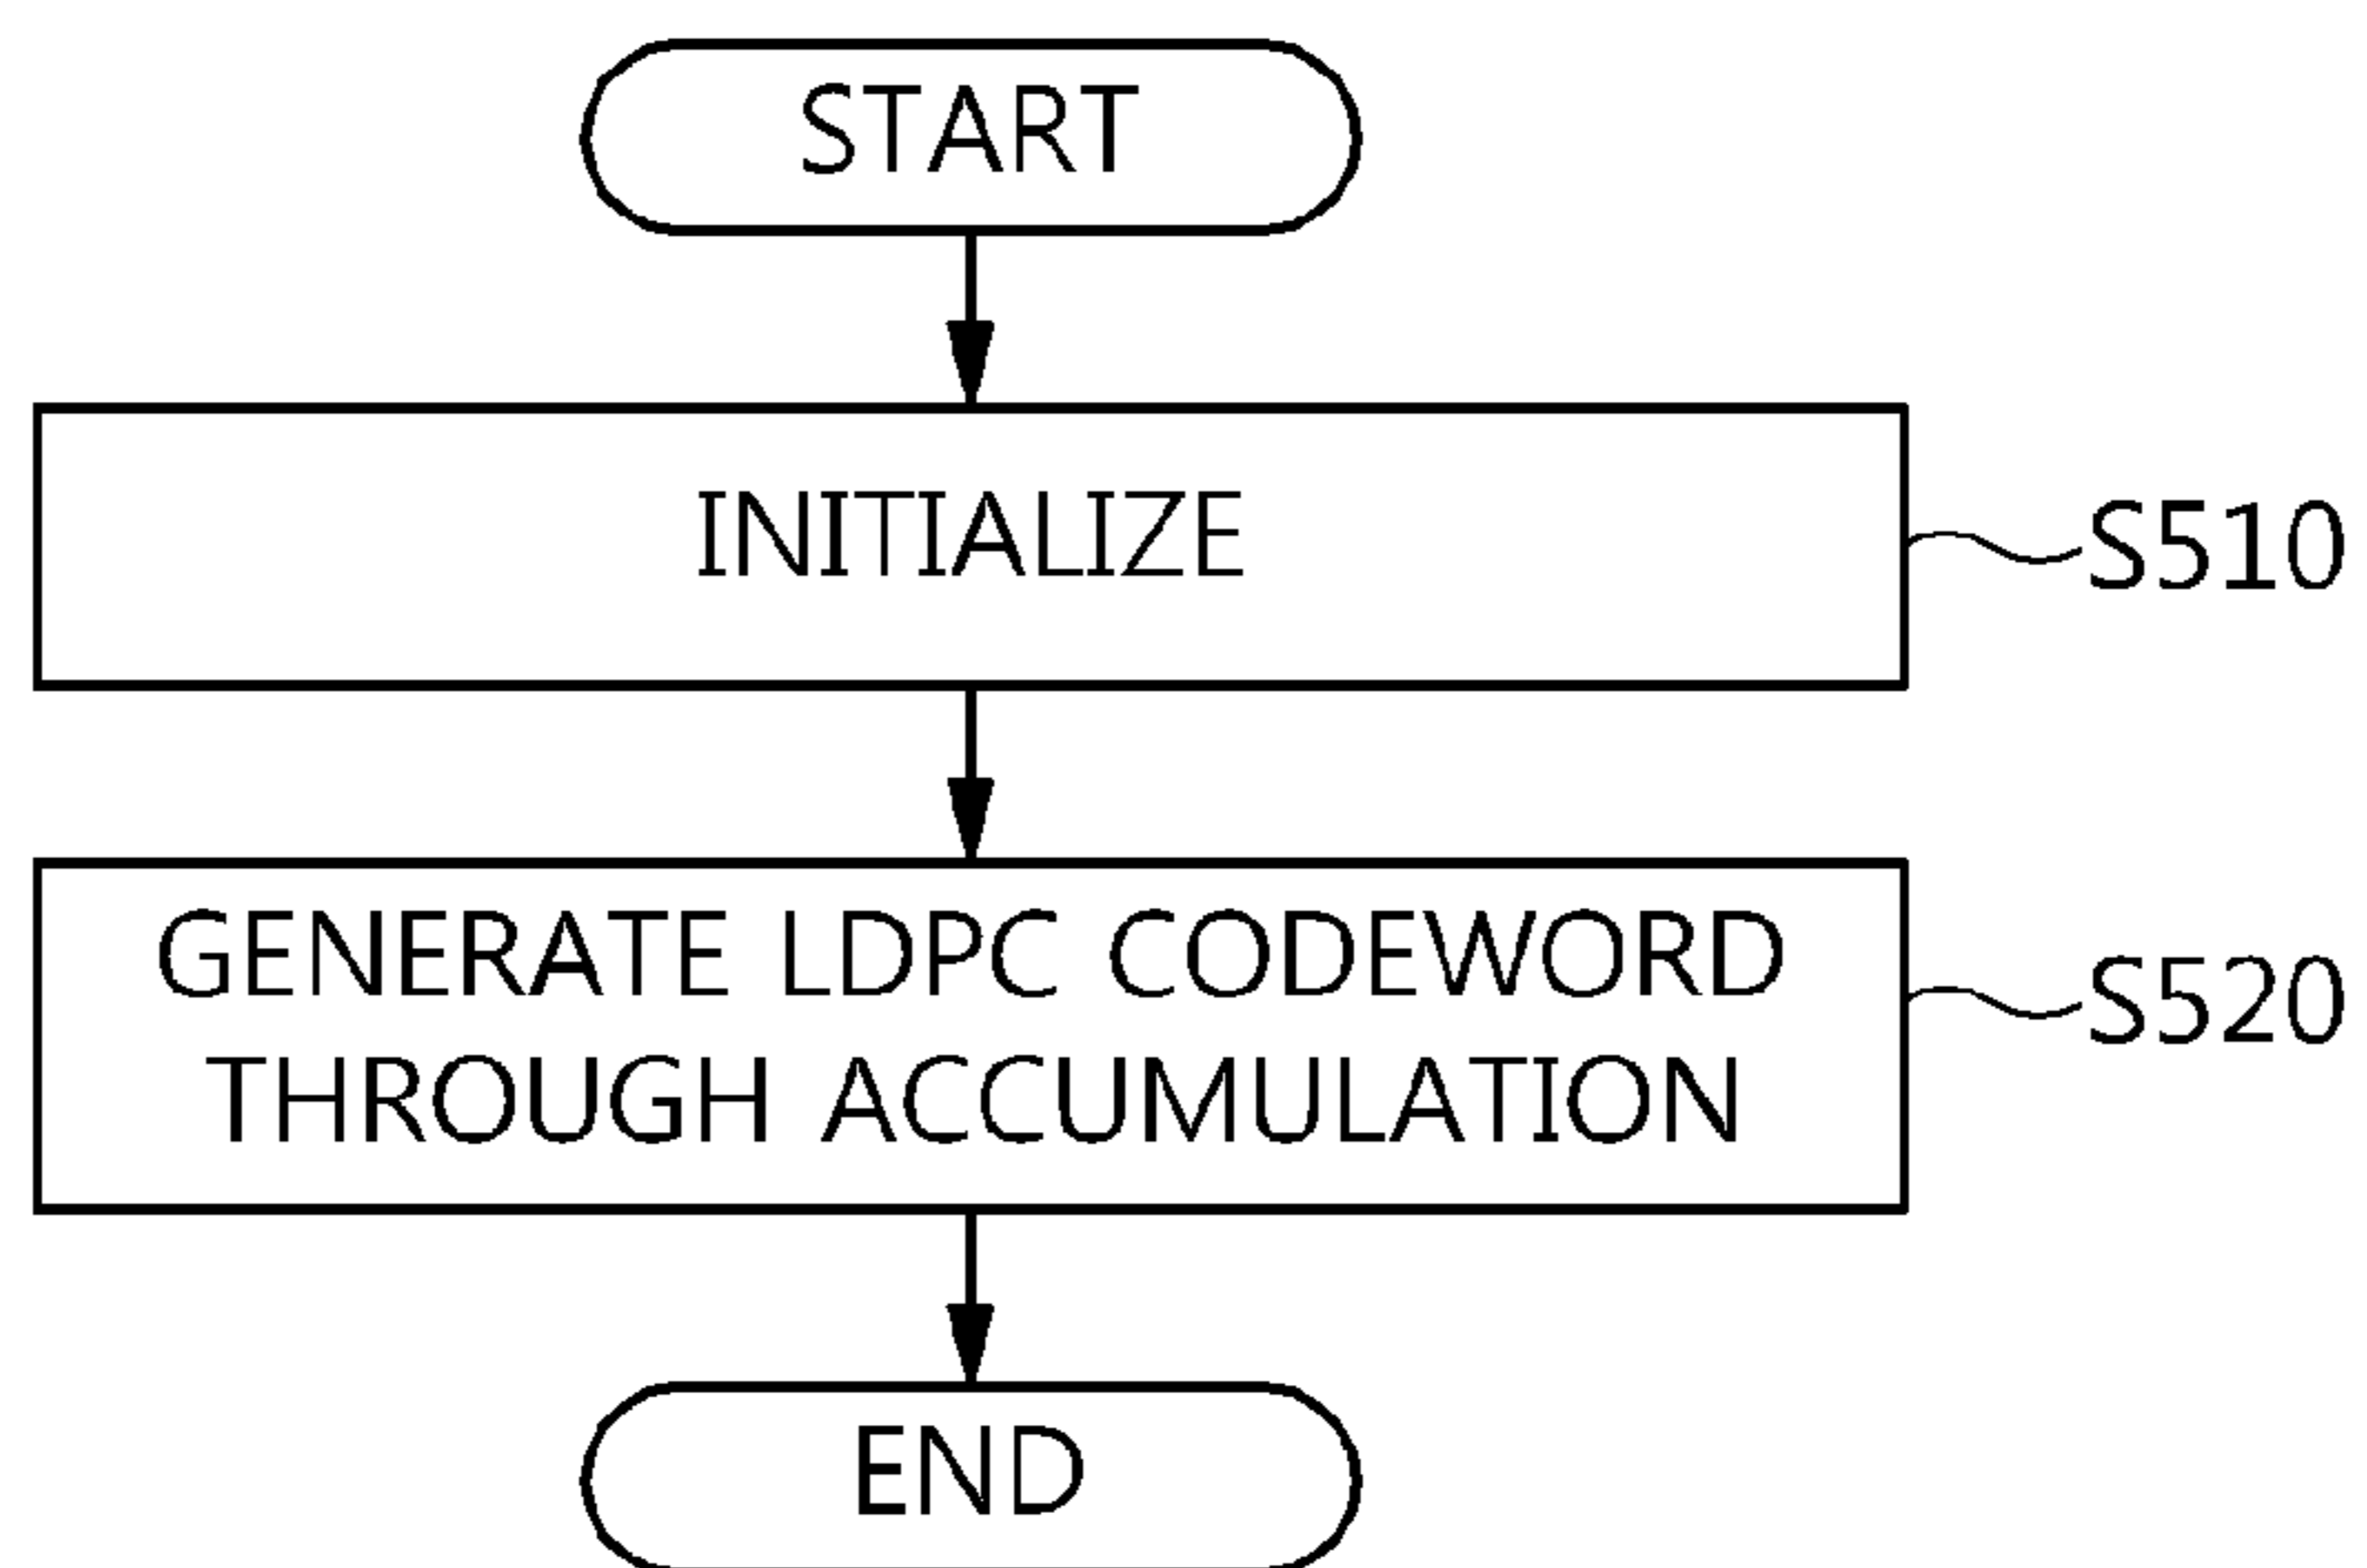 START
INITIALIZE
S510
GENERATE LDPC CODEWORD
THROUGH ACCUMULATION
S520
END